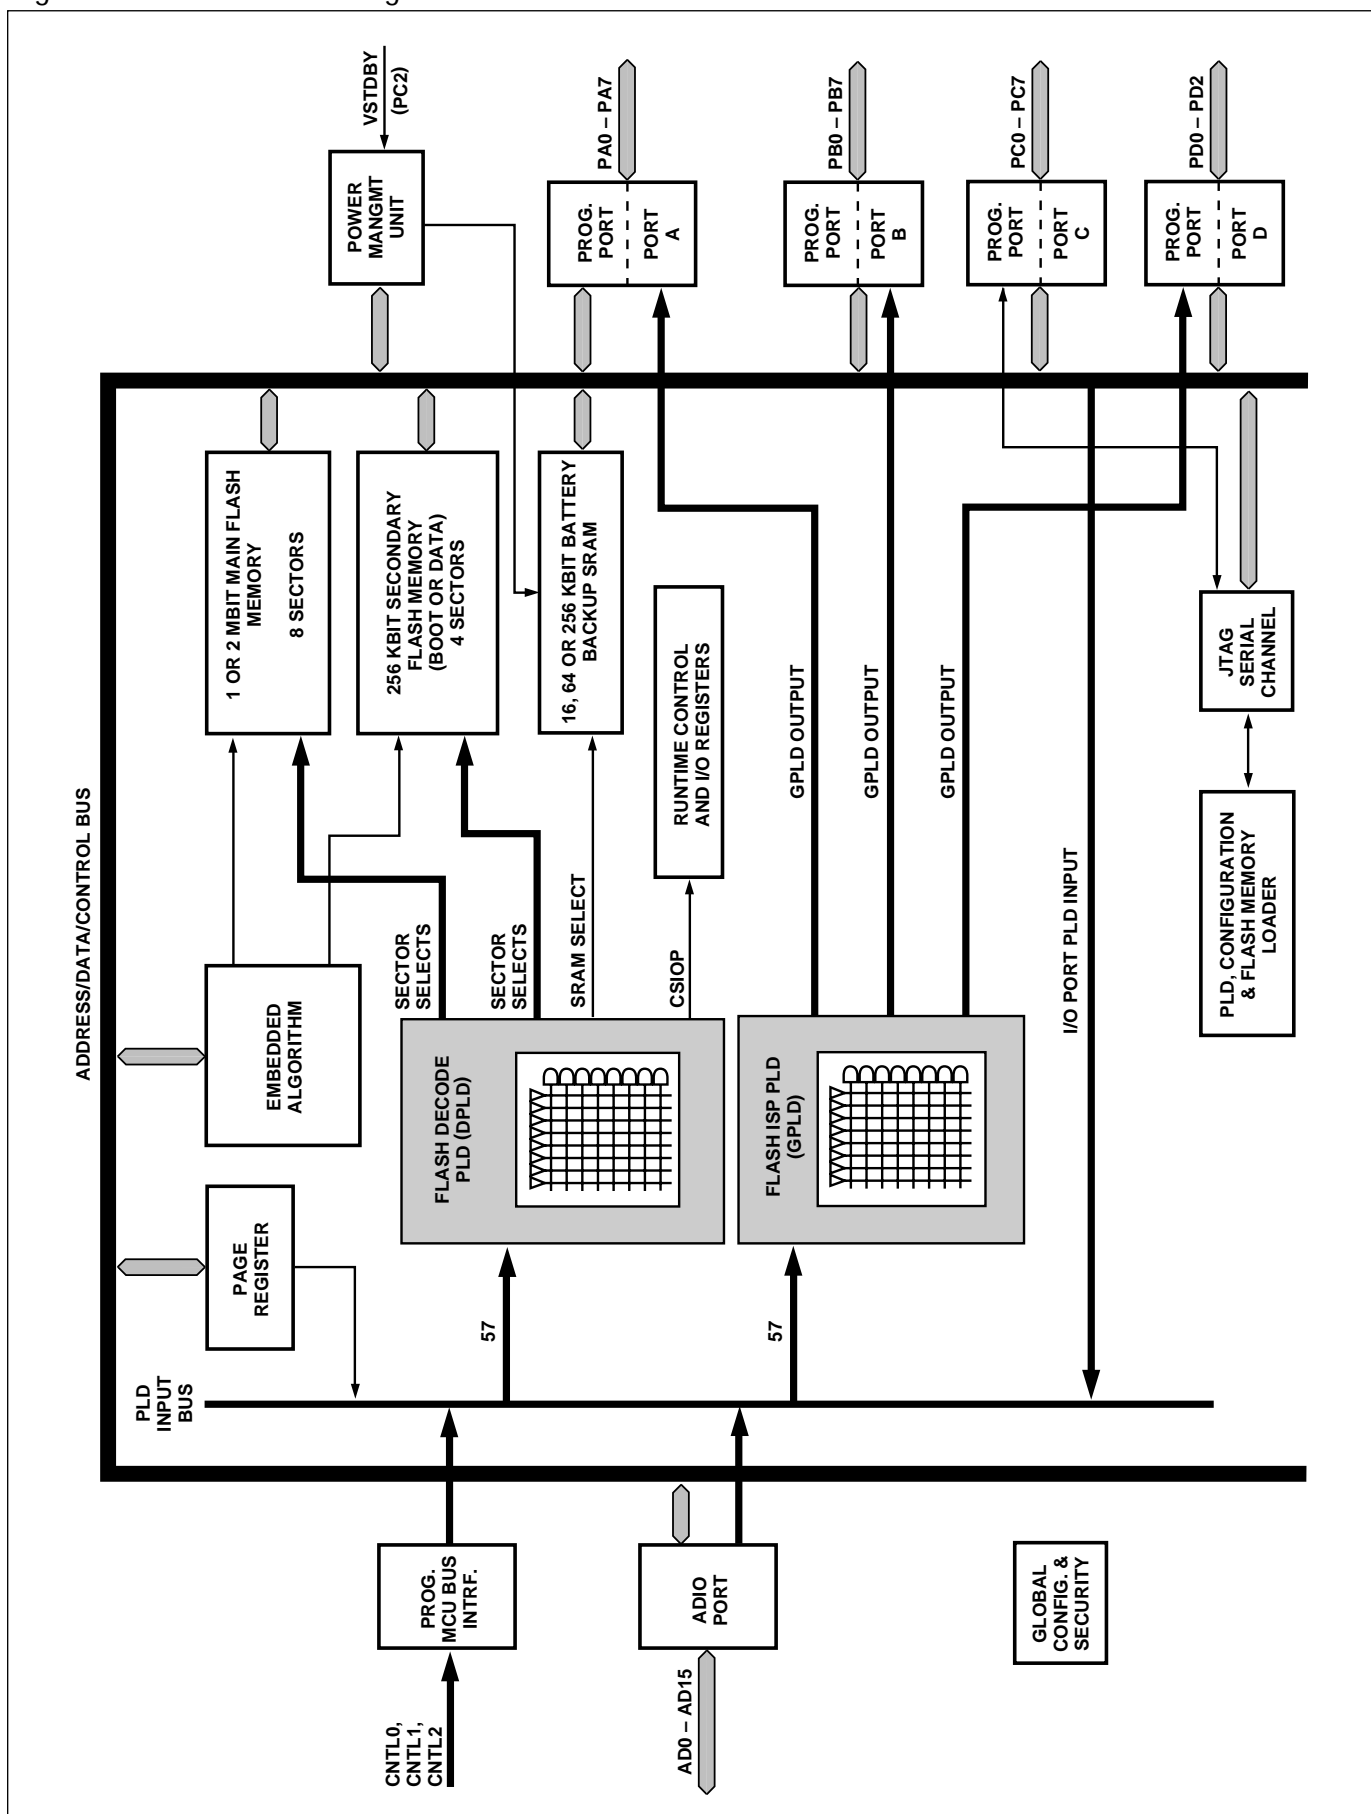 ADDRESS/DATA/CONTROL BUS
CNTL0,
CNTL1,
CNTL2
PROG.
MCU BUS
INTRF.
AD0 – AD15
ADIO
PORT
GLOBAL
CONFIG. &
SECURITY
PLD
INPUT
BUS
PAGE
REGISTER
EMBEDDED
ALGORITHM
57
57
FLASH DECODE
PLD (DPLD)
FLASH ISP PLD
(GPLD)
SECTOR
SELECTS
SECTOR
SELECTS
SRAM SELECT
CSIOP
1 OR 2 MBIT MAIN FLASH
MEMORY
8 SECTORS
256 KBIT SECONDARY
FLASH MEMORY
(BOOT OR DATA)
4 SECTORS
16, 64 OR 256 KBIT BATTERY
BACKUP SRAM
RUNTIME CONTROL
AND I/O REGISTERS
GPLD OUTPUT
GPLD OUTPUT
GPLD OUTPUT
I/O PORT PLD INPUT
PLD, CONFIGURATION
& FLASH MEMORY
LOADER
JTAG
SERIAL
CHANNEL
POWER
MANGMT
UNIT
VSTDBY
(PC2)
PROG.
PORT
PORT
A
PA0 – PA7
PROG.
PORT
PORT
B
PB0 – PB7
PROG.
PORT
PORT
C
PC0 – PC7
PROG.
PORT
PORT
D
PD0 – PD2